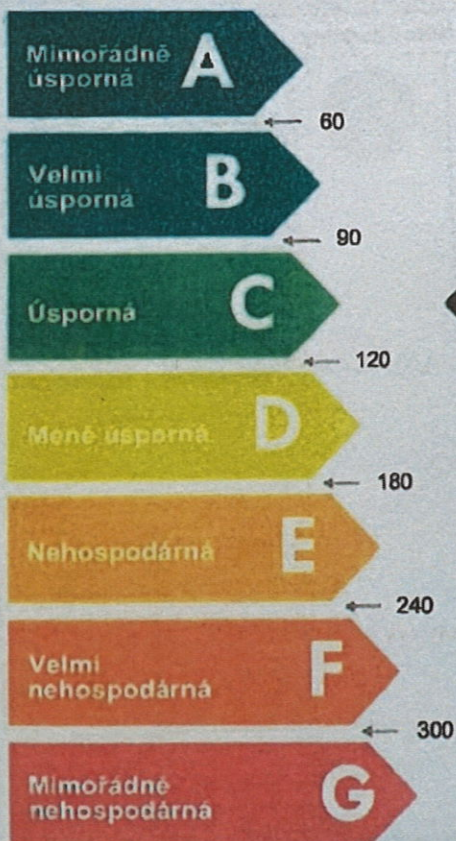 Mimořádně
úsporná
A
60
Velmi
úsporná
B
90
Úsporná
C
120
Méně úsporná
D
180
Nehospodárná
E
240
Velmi
nehospodárná
F
300
Mimořádně
nehospodárná
G